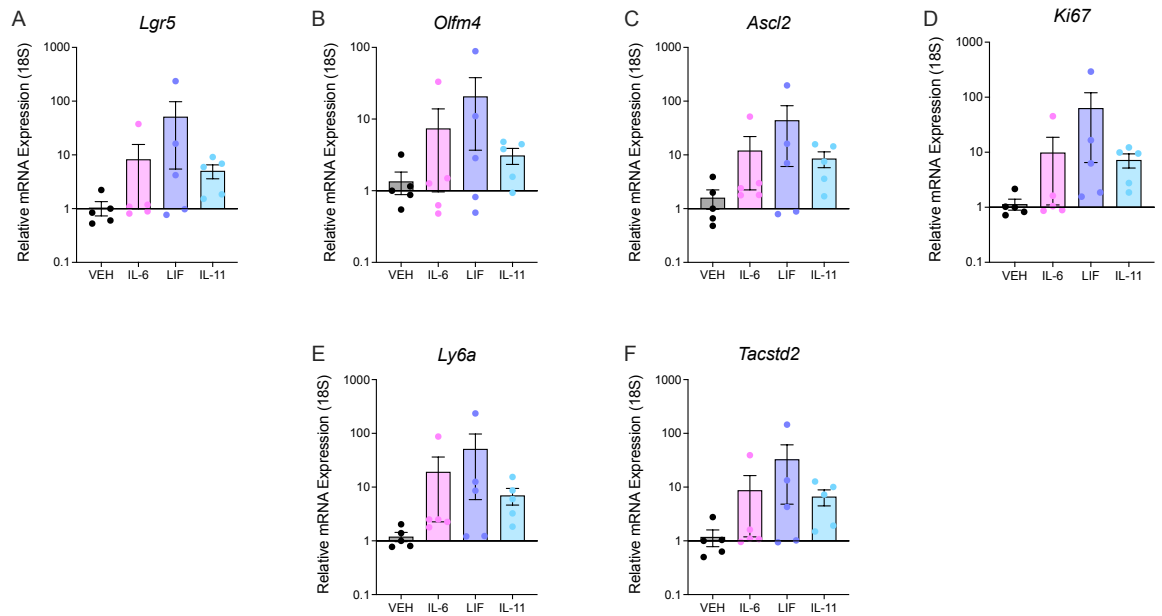 A
Lgr5
Relative mRNA Expression (18S)
1000
100
10
1
0.1
VEH IL-6 LIF IL-11
B
Olfm4
Relative mRNA Expression (18S)
100
10
1
0.1
VEH IL-6 LIF IL-11
C
Ascl2
Relative mRNA Expression (18S)
1000
100
10
1
0.1
VEH IL-6 LIF IL-11
D
Ki67
Relative mRNA Expression (18S)
1000
100
10
1
0.1
VEH IL-6 LIF IL-11
E
Ly6a
Relative mRNA Expression (18S)
1000
100
10
1
0.1
VEH IL-6 LIF IL-11
F
Tacstd2
Relative mRNA Expression (18S)
1000
100
10
1
0.1
VEH IL-6 LIF IL-11